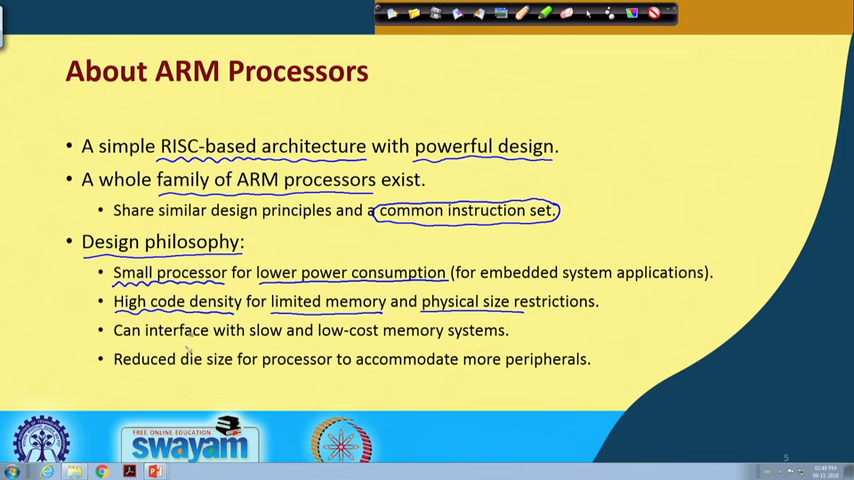 About ARM Processors
• A simple RISC-based architecture with powerful design.
• A whole family of ARM processors exist.
• Share similar design principles and a common instruction set.
• Design philosophy:
• Small processor for lower power consumption (for embedded system applications).
• High code density for limited memory and physical size restrictions.
• Can interface with slow and low-cost memory systems.
• Reduced die size for processor to accommodate more peripherals.
FREE ONLINE EDUCATION
swayam
5